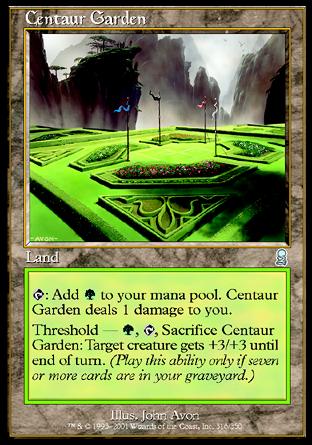 Centaur Garden
-AVON-
Land
: Add to your mana pool. Centaur
Garden deals 1 damage to you.
Threshold — , , Sacrifice Centaur
Garden: Target creature gets +3/+3 until
end of turn. (Play this ability only if seven
or more cards are in your graveyard.)
Illus. John Avon
™ & © 1993–2001 Wizards of the Coast, Inc. 316/350